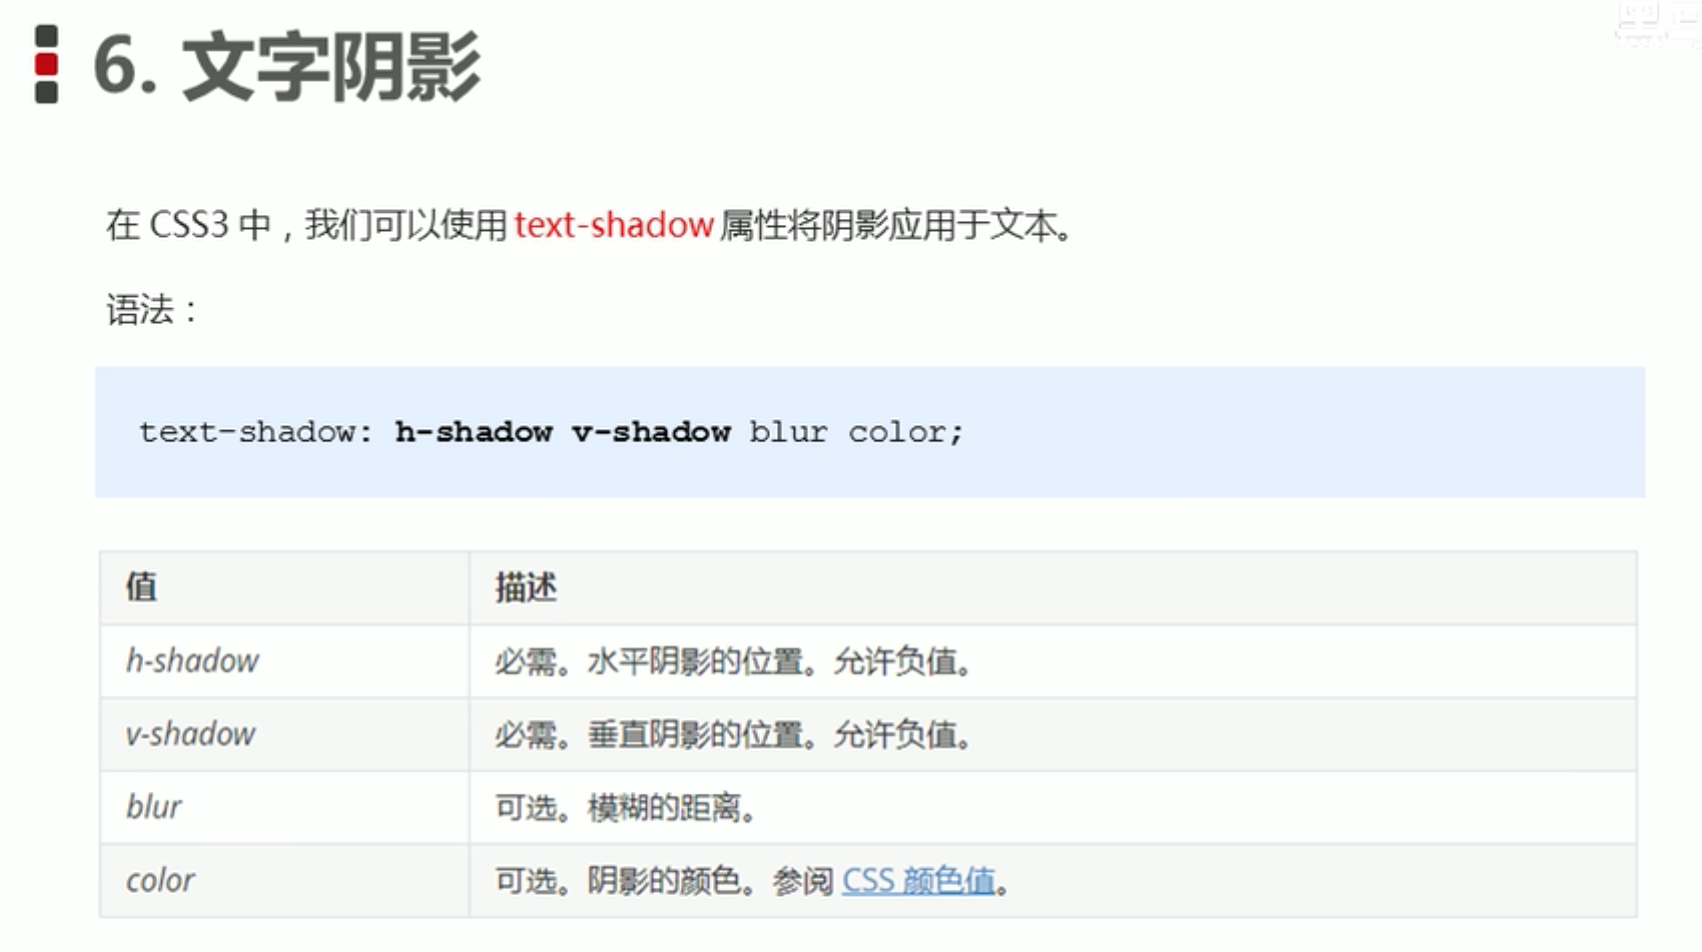 6. 文字阴影
在 CSS3 中，我们可以使用 text-shadow 属性将阴影应用于文本。
语法：
text-shadow: h-shadow v-shadow blur color;
值 描述
h-shadow 必需。水平阴影的位置。允许负值。
v-shadow 必需。垂直阴影的位置。允许负值。
blur 可选。模糊的距离。
color 可选。阴影的颜色。参阅 CSS 颜色值。